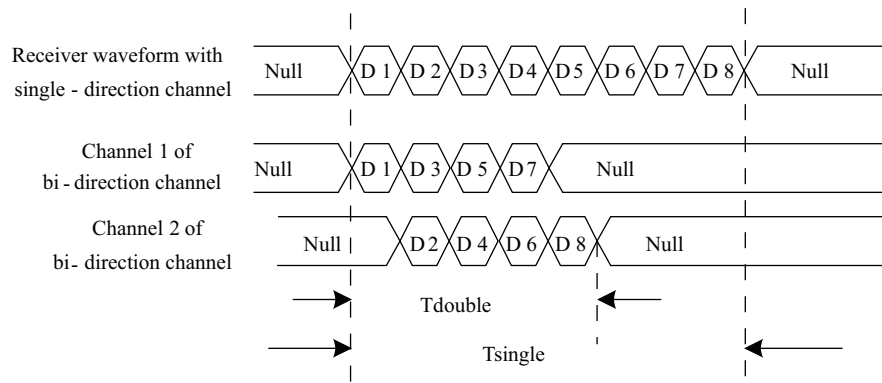 Receiver waveform with
single - direction channel
Null D 1 D 2 D 3 D 4 D 5 D 6 D 7 D 8 Null
Channel 1 of
bi - direction channel
Null D 1 D 3 D 5 D7 Null
Channel 2 of
bi - direction channel
Null D 2 D 4 D 6 D 8 Null
Tdouble
Tsingle